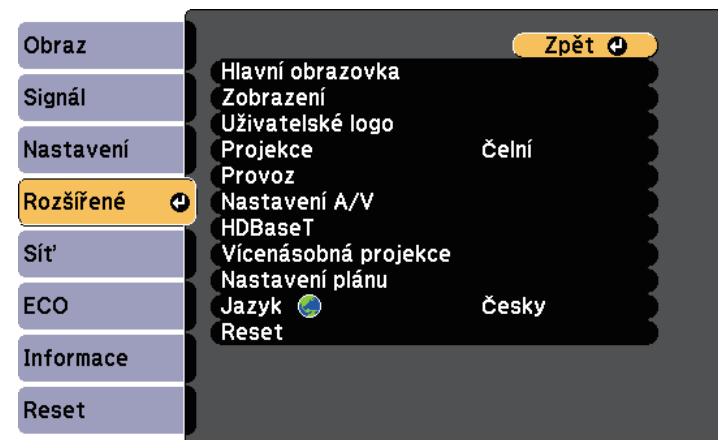 Obraz
Signál
Nastavení
Rozšířené
Síť
ECO
Informace
Reset
Zpět
Hlavní obrazovka
Zobrazení
Uživatelské logo
Projekce Čelní
Provoz
Nastavení A/V
HDBaseT
Vícenásobná projekce
Nastavení plánu
Jazyk Česky
Reset